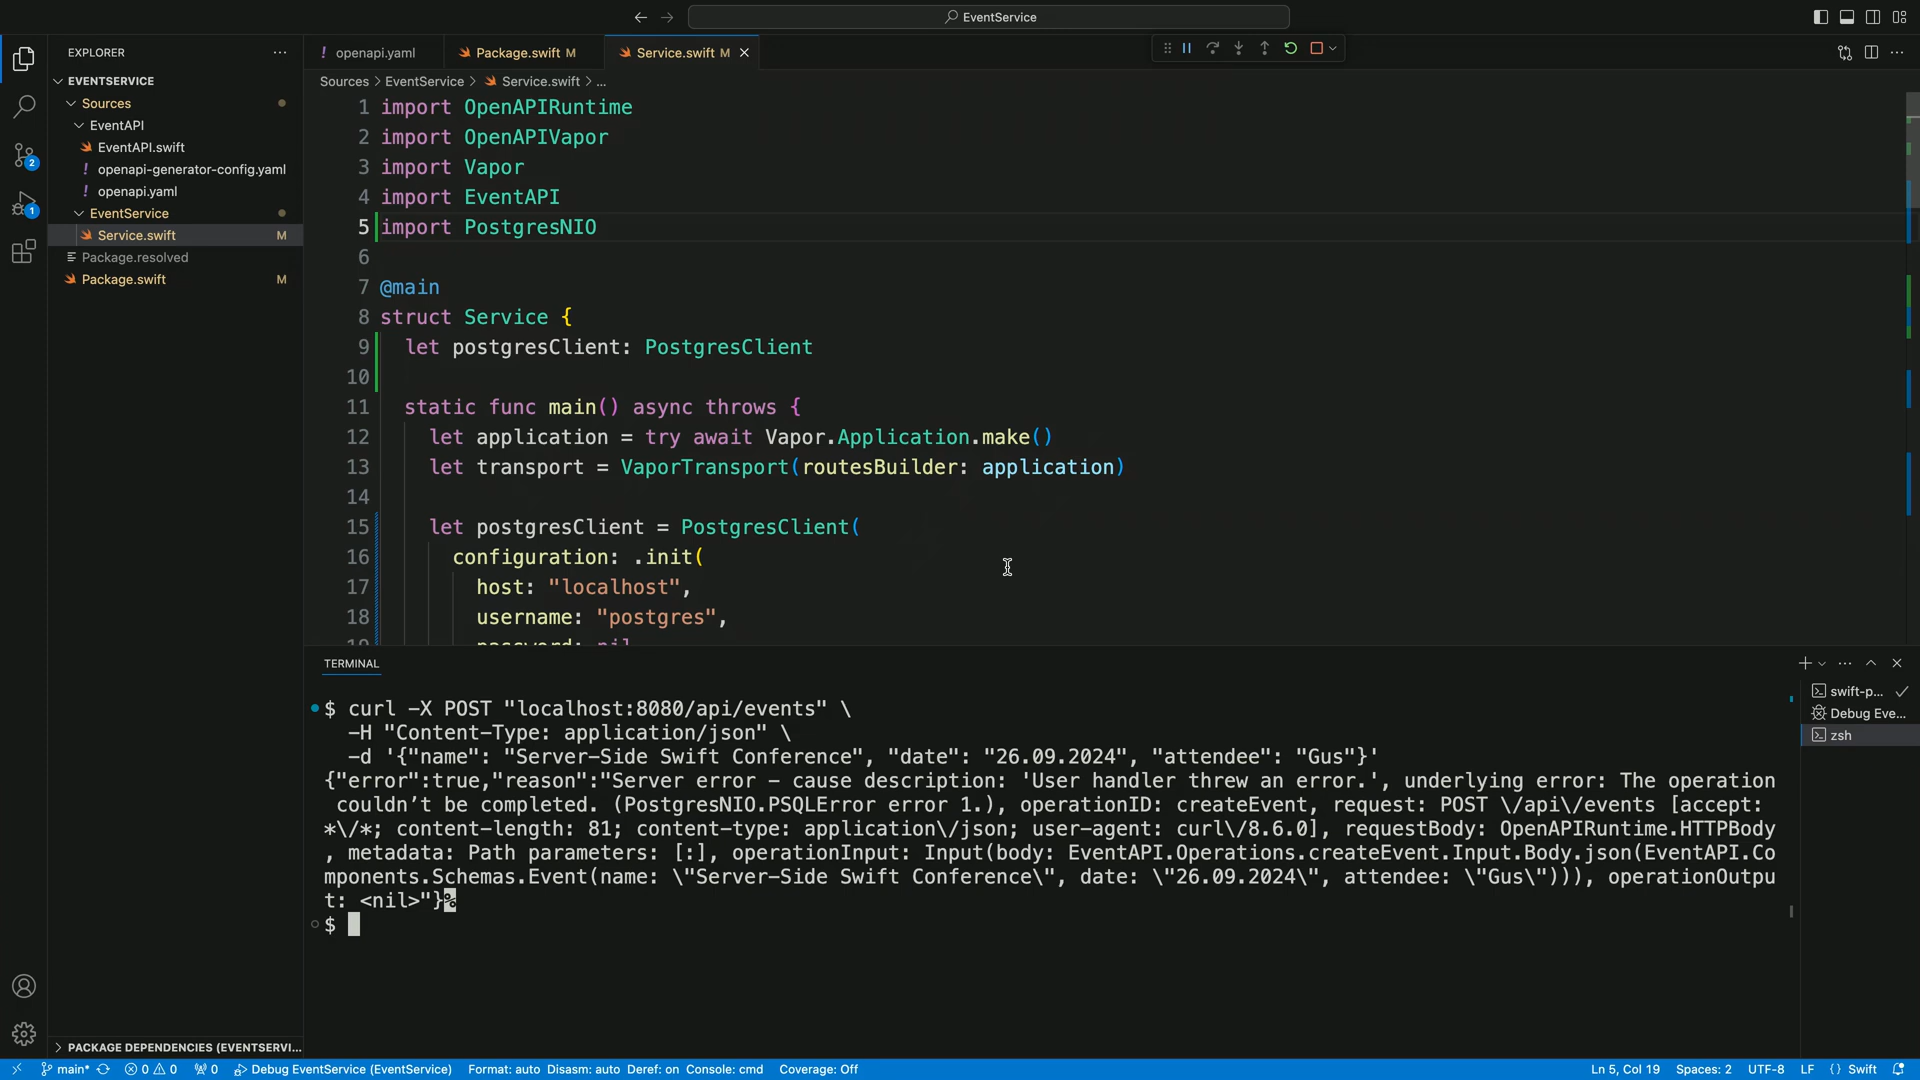 EventService
EXPLORER
EVENTSERVICE
Sources
EventAPI
EventAPI.swift
! openapi-generator-config.yaml
! openapi.yaml
EventService
Service.swift M
Package.resolved
Package.swift M
2
1
PACKAGE DEPENDENCIES (EVENTSERVI...
! openapi.yaml
Package.swift M
Service.swift M
Sources > EventService > Service.swift > ...
1 import OpenAPIRuntime
2 import OpenAPIVapor
3 import Vapor
4 import EventAPI
5 import PostgresNIO
6
7 @main
8 struct Service {
9 let postgresClient: PostgresClient
10
11 static func main() async throws {
12 let application = try await Vapor.Application.make()
13 let transport = VaporTransport(routesBuilder: application)
14
15 let postgresClient = PostgresClient(
16 configuration: .init(
17 host: "localhost",
18 username: "postgres",
19 password: nil
TERMINAL
$ curl -X POST "localhost:8080/api/events" \
-H "Content-Type: application/json" \
-d '{"name": "Server-Side Swift Conference", "date": "26.09.2024", "attendee": "Gus"}'
{"error":true,"reason":"Server error - cause description: 'User handler threw an error.', underlying error: The operation
couldn’t be completed. (PostgresNIO.PSQLError error 1.), operationID: createEvent, request: POST \/api\/events [accept:
*\/*; content-length: 81; content-type: application\/json; user-agent: curl\/8.6.0], requestBody: OpenAPIRuntime.HTTPBody
, metadata: Path parameters: [:], operationInput: Input(body: EventAPI.Operations.createEvent.Input.Body.json(EventAPI.Co
mponents.Schemas.Event(name: \"Server-Side Swift Conference\", date: \"26.09.2024\", attendee: \"Gus\"))), operationOutpu
t: <nil>"}%
$
swift-p...
Debug Eve...
zsh
main* 0 0 0 Debug EventService (EventService) Format: auto Disasm: auto Deref: on Console: cmd Coverage: Off Ln 5, Col 19 Spaces: 2 UTF-8 LF {} Swift